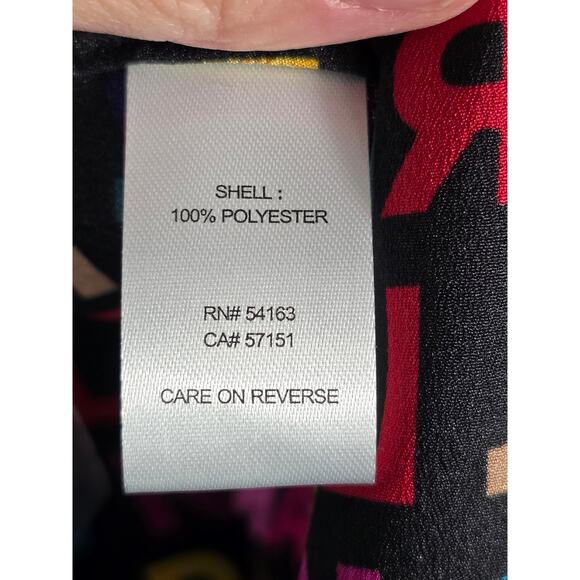 SHELL :
100% POLYESTER
RN# 54163
CA# 57151
CARE ON REVERSE